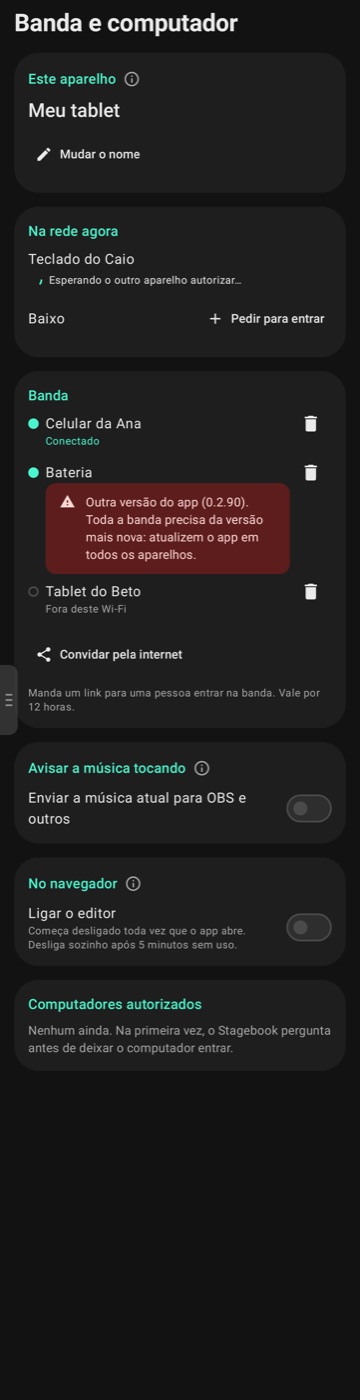 Banda e computador
Este aparelho
Meu tablet
Mudar o nome
Na rede agora
Teclado do Caio
Esperando o outro aparelho autorizar...
Baixo
Pedir para entrar
Banda
Celular da Ana
Conectado
Bateria
Outra versão do app (0.2.90).
Toda a banda precisa da versão
mais nova: atualizem o app em
todos os aparelhos.
Tablet do Beto
Fora deste Wi-Fi
Convidar pela internet
Manda um link para uma pessoa entrar na banda. Vale por
12 horas.
Avisar a música tocando
Enviar a música atual para OBS e
outros
No navegador
Ligar o editor
Começa desligado toda vez que o app abre.
Desliga sozinho após 5 minutos sem uso.
Computadores autorizados
Nenhum ainda. Na primeira vez, o Stagebook pergunta
antes de deixar o computador entrar.